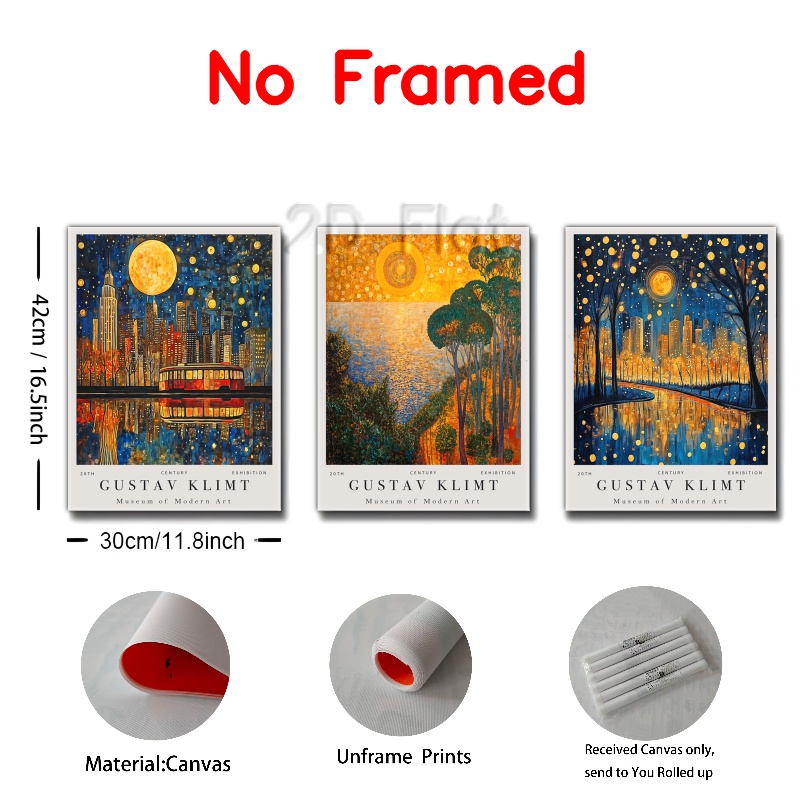 No Framed
2D Flat
42cm / 16.5inch
20TH CENTURY EXHIBITION
GUSTAV KLIMT
Museum of Modern Art
20TH CENTURY EXHIBITION
GUSTAV KLIMT
Museum of Modern Art
20TH CENTURY EXHIBITION
GUSTAV KLIMT
Museum of Modern Art
30cm/11.8inch
Material:Canvas
Unframe Prints
Received Canvas only,
send to You Rolled up